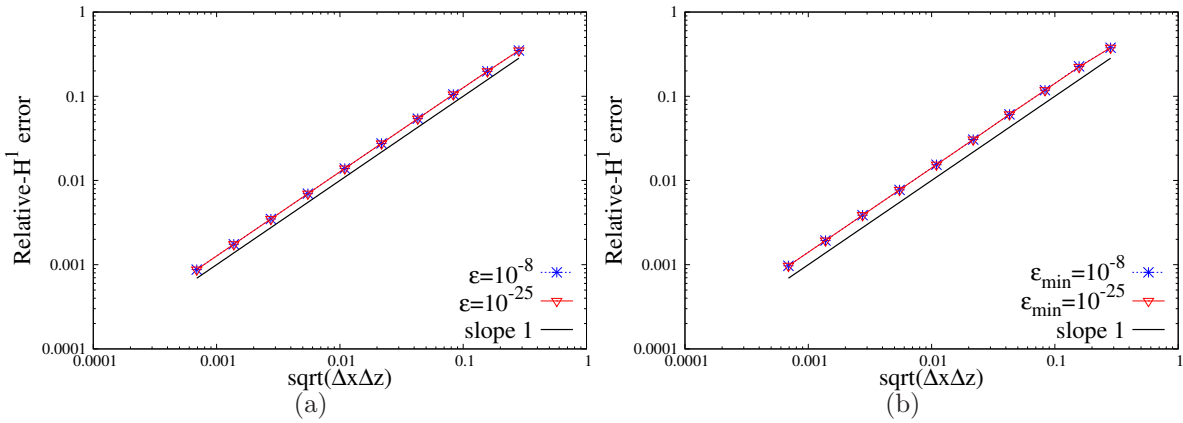 1
0.1
0.01
0.001
0.0001
Relative-H¹ error
ε=10⁻⁸
ε=10⁻²⁵
slope 1
0.0001 0.001 0.01 0.1 1
sqrt(ΔxΔz)
(a)
1
0.1
0.01
0.001
0.0001
Relative-H¹ error
ε_min=10⁻⁸
ε_min=10⁻²⁵
slope 1
0.0001 0.001 0.01 0.1 1
sqrt(ΔxΔz)
(b)